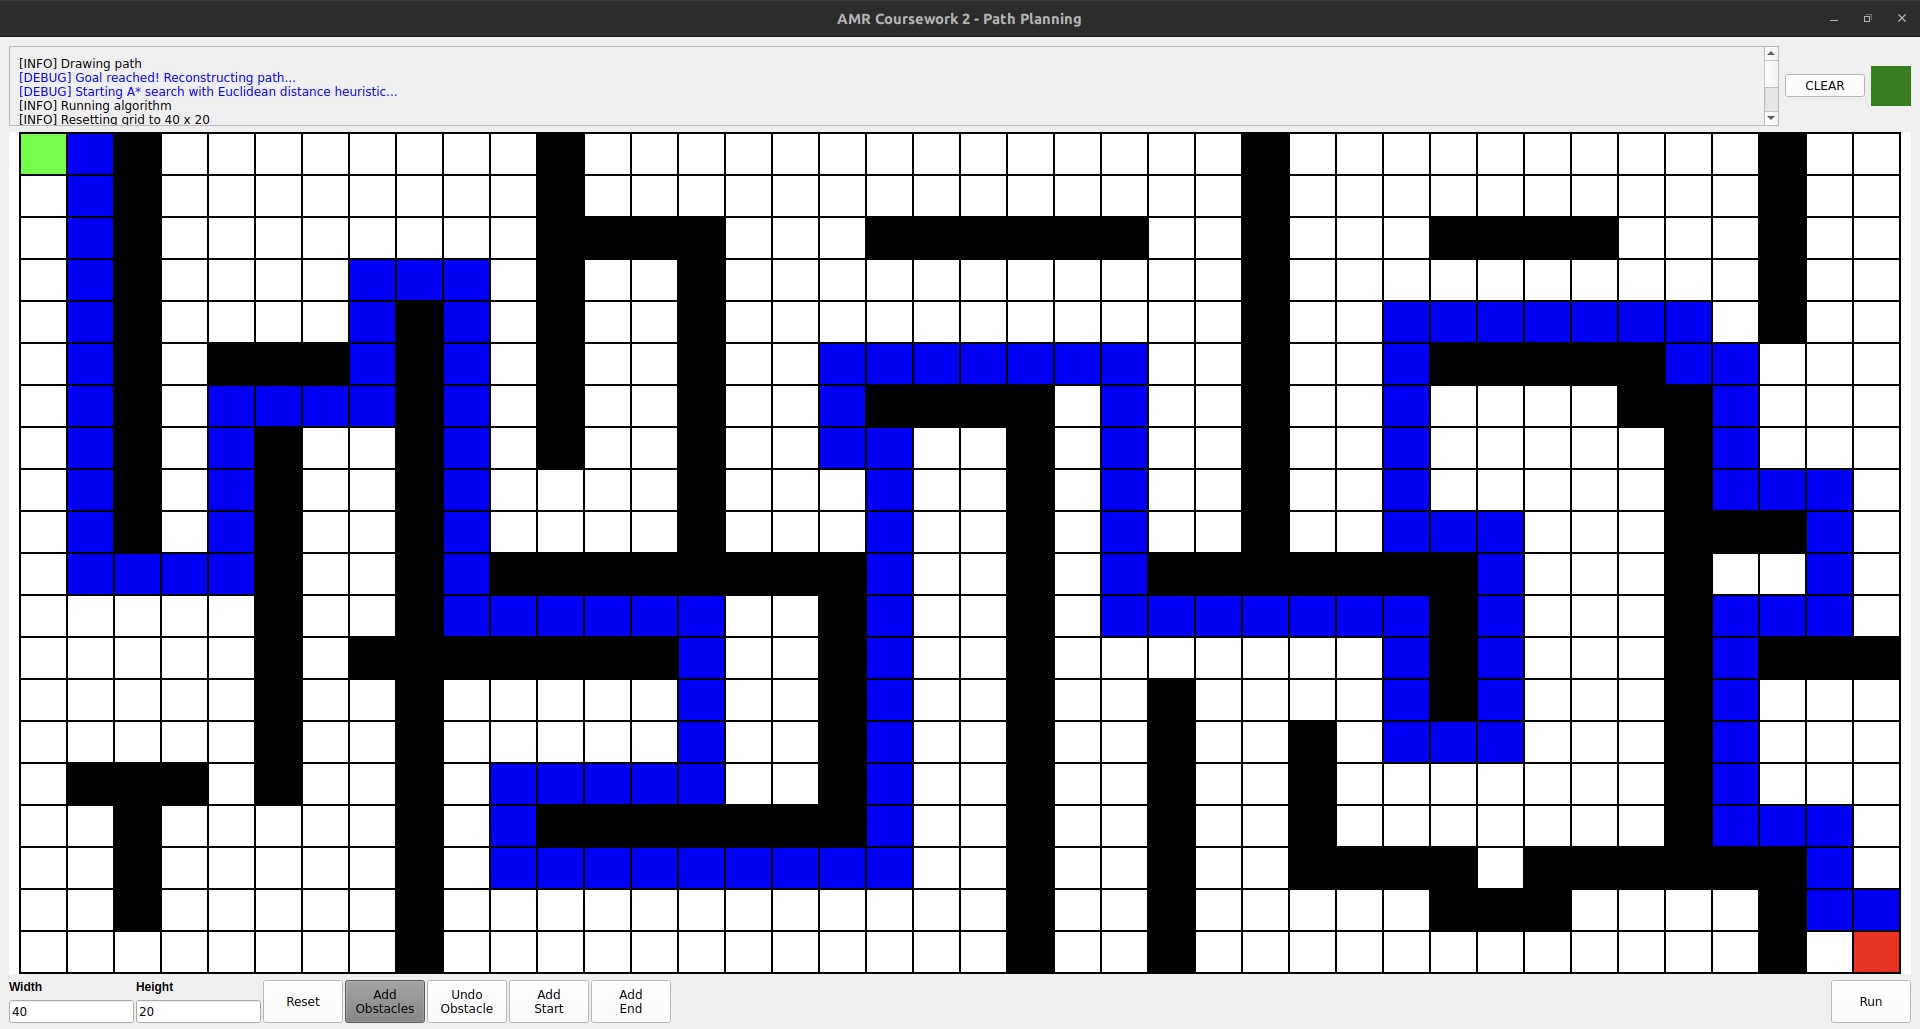 AMR Coursework 2 - Path Planning
[INFO] Drawing path
[DEBUG] Goal reached! Reconstructing path...
[DEBUG] Starting A* search with Euclidean distance heuristic...
[INFO] Running algorithm
[INFO] Resetting grid to 40 x 20
CLEAR
Width
40
Height
20
Reset
Add
Obstacles
Undo
Obstacle
Add
Start
Add
End
Run